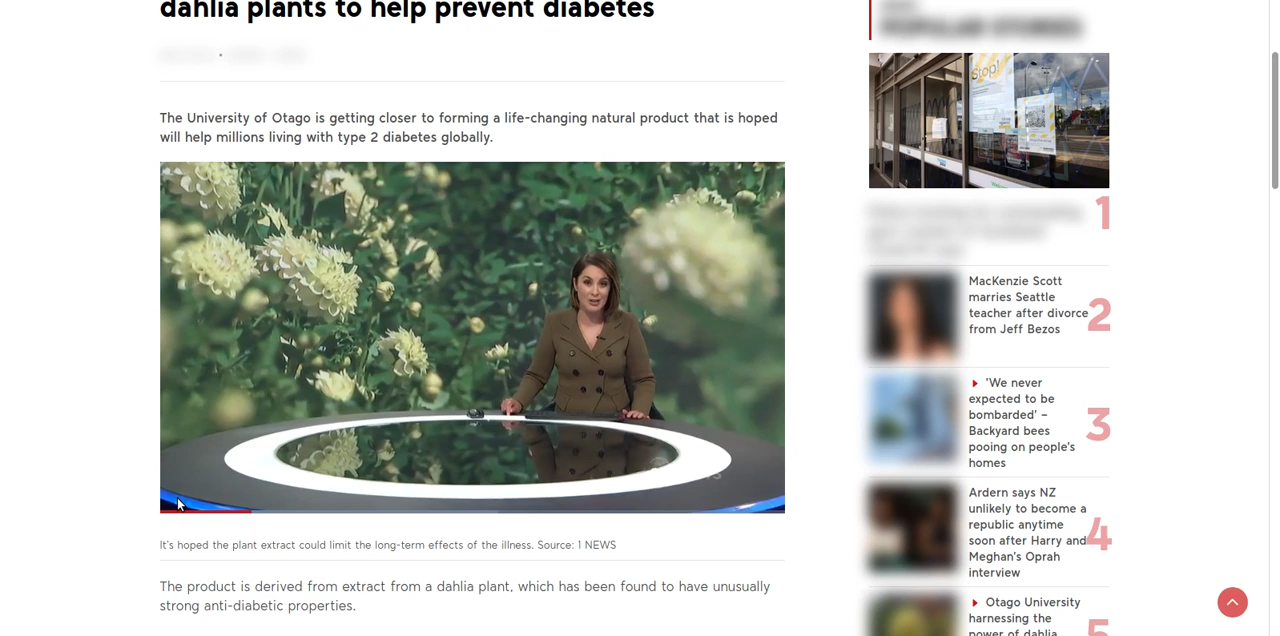 dahlia plants to help prevent diabetes
The University of Otago is getting closer to forming a life-changing natural product that is hoped
will help millions living with type 2 diabetes globally.
It's hoped the plant extract could limit the long-term effects of the illness. Source: 1 NEWS
The product is derived from extract from a dahlia plant, which has been found to have unusually
strong anti-diabetic properties.
Stop!
1
MacKenzie Scott
marries Seattle
teacher after divorce
from Jeff Bezos
2
'We never
expected to be
bombarded' –
Backyard bees
pooing on people's
homes
3
Ardern says NZ
unlikely to become a
republic anytime
soon after Harry and
Meghan's Oprah
interview
4
Otago University
harnessing the
power of dahlia
5